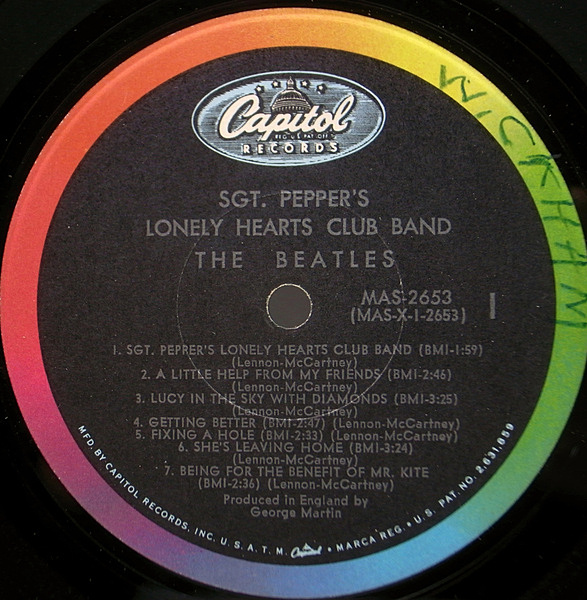 Capitol
REG. U.S. PAT. OFF.
RECORDS
WICKHAM
SGT. PEPPER'S
LONELY HEARTS CLUB BAND
THE BEATLES
MAS-2653
(MAS-X-1-2653)
1
1. SGT. PEPPER'S LONELY HEARTS CLUB BAND (BMI-1:59)
(Lennon-McCartney)
2. A LITTLE HELP FROM MY FRIENDS (BMI-2:46)
(Lennon-McCartney)
3. LUCY IN THE SKY WITH DIAMONDS (BMI-3:25)
(Lennon-McCartney)
4. GETTING BETTER (BMI-2:47) (Lennon-McCartney)
5. FIXING A HOLE (BMI-2:33) (Lennon-McCartney)
6. SHE'S LEAVING HOME (BMI-3:24)
(Lennon-McCartney)
7. BEING FOR THE BENEFIT OF MR. KITE
(BMI-2:36) (Lennon-McCartney)
Produced in England by
George Martin
MFD. BY CAPITOL RECORDS, INC. U. S. A. T. M. Capitol • MARCA REG. • U. S. PAT. NO. 2,631,859